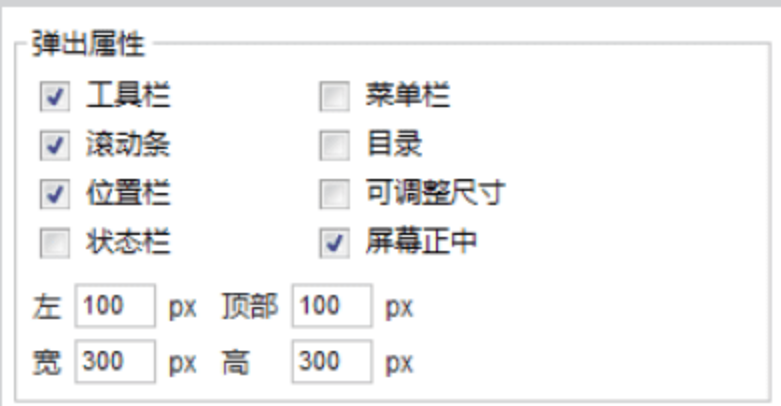 弹出属性
工具栏 菜单栏
滚动条 目录
位置栏 可调整尺寸
状态栏 屏幕正中
左 100 px 顶部 100 px
宽 300 px 高 300 px